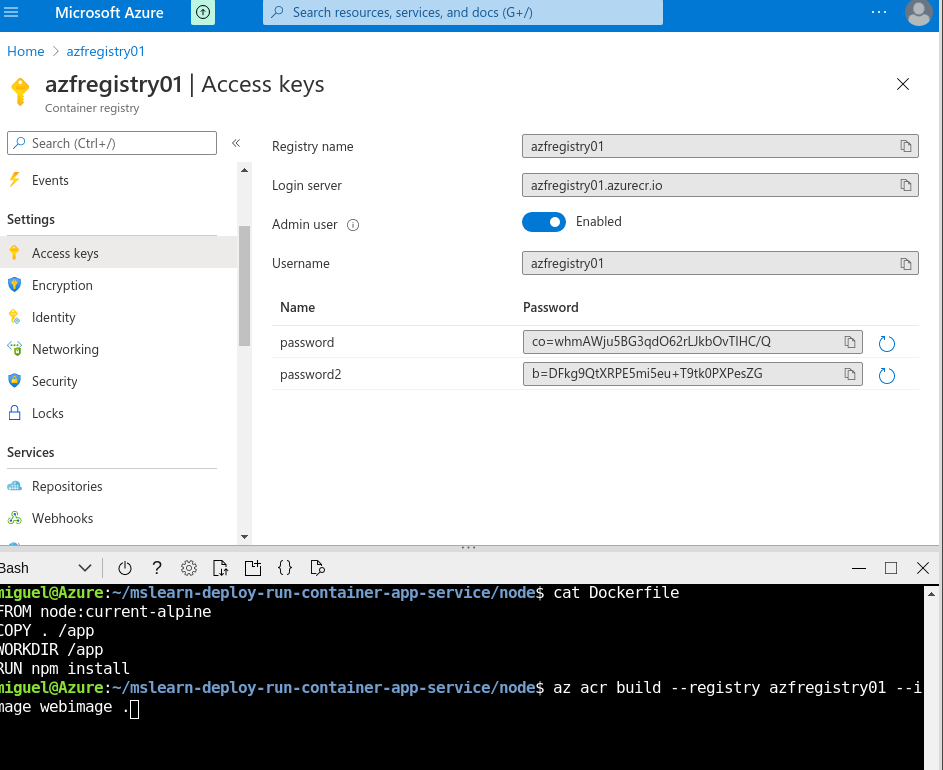 Microsoft Azure
Search resources, services, and docs (G+/)
Home > azfregistry01
azfregistry01 | Access keys
Container registry
Search (Ctrl+/)
«
Events
Settings
Access keys
Encryption
Identity
Networking
Security
Locks
Services
Repositories
Webhooks
Registry name azfregistry01
Login server azfregistry01.azurecr.io
Admin user Enabled
Username azfregistry01
Name Password
password co=whmAWju5BG3qdO62rLJkbOvTIHC/Q
password2 b=DFkg9QtXRPE5mi5eu+T9tk0PXPesZG
Bash
miguel@Azure:~/mslearn-deploy-run-container-app-service/node$ cat Dockerfile
FROM node:current-alpine
COPY . /app
WORKDIR /app
RUN npm install
miguel@Azure:~/mslearn-deploy-run-container-app-service/node$ az acr build --registry azfregistry01 --i
mage webimage .